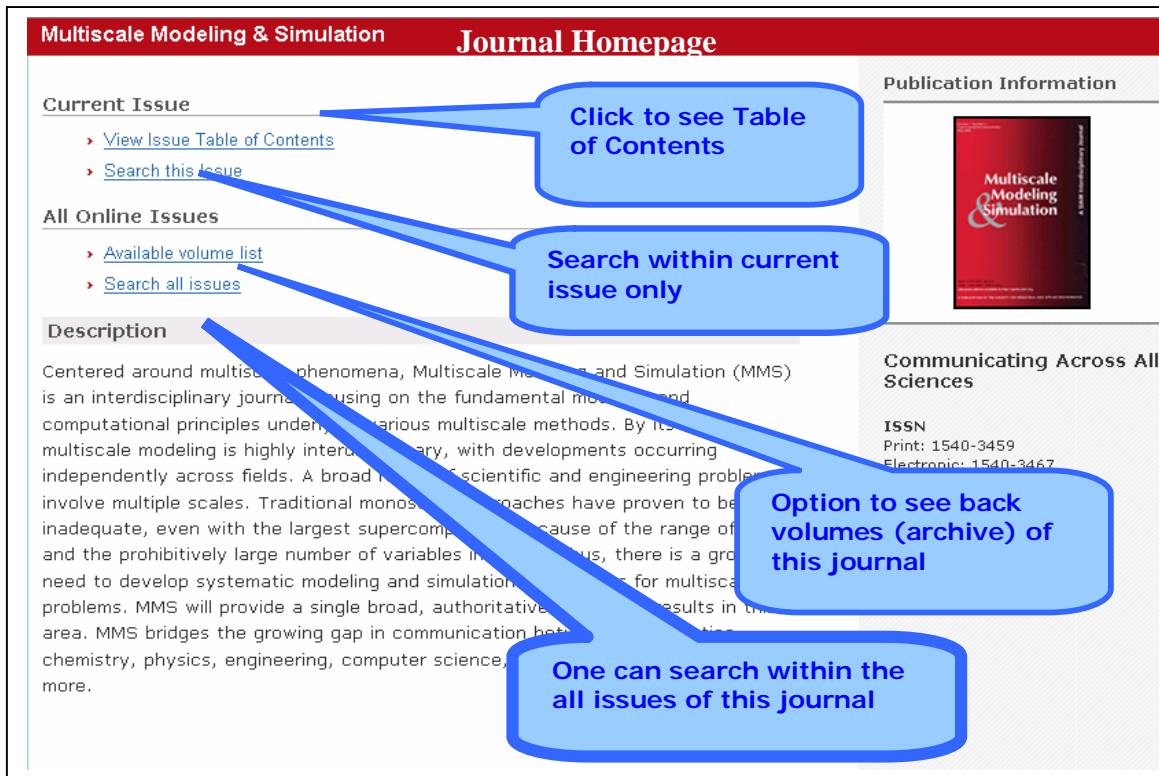 Multiscale Modeling & Simulation
Journal Homepage
Current Issue
View Issue Table of Contents
Search this Issue
All Online Issues
Available volume list
Search all issues
Description
Centered around multis phenomena, Multiscale M and Simulation (MMS)
is an interdisciplinary journal using on the fundamental mo and
computational principles underly various multiscale methods. By its
multiscale modeling is highly interd ary, with developments occurring
independently across fields. A broad of scientific and engineering proble
involve multiple scales. Traditional monos oaches have proven to be
inadequate, even with the largest supercomp ause of the range of
and the prohibitively large number of variables in us, there is a gro
need to develop systematic modeling and simulation s for multisca
problems. MMS will provide a single broad, authoritative results in
area. MMS bridges the growing gap in communication
chemistry, physics, engineering, computer science,
more.
Click to see Table
of Contents
Search within current
issue only
Option to see back
volumes (archive) of
this journal
One can search within the
all issues of this journal
Publication Information
Multiscale
Modeling
&
Simulation
A SIAM Interdisciplinary Journal
Communicating Across All
Sciences
ISSN
Print: 1540-3459
Electronic: 1540-3467